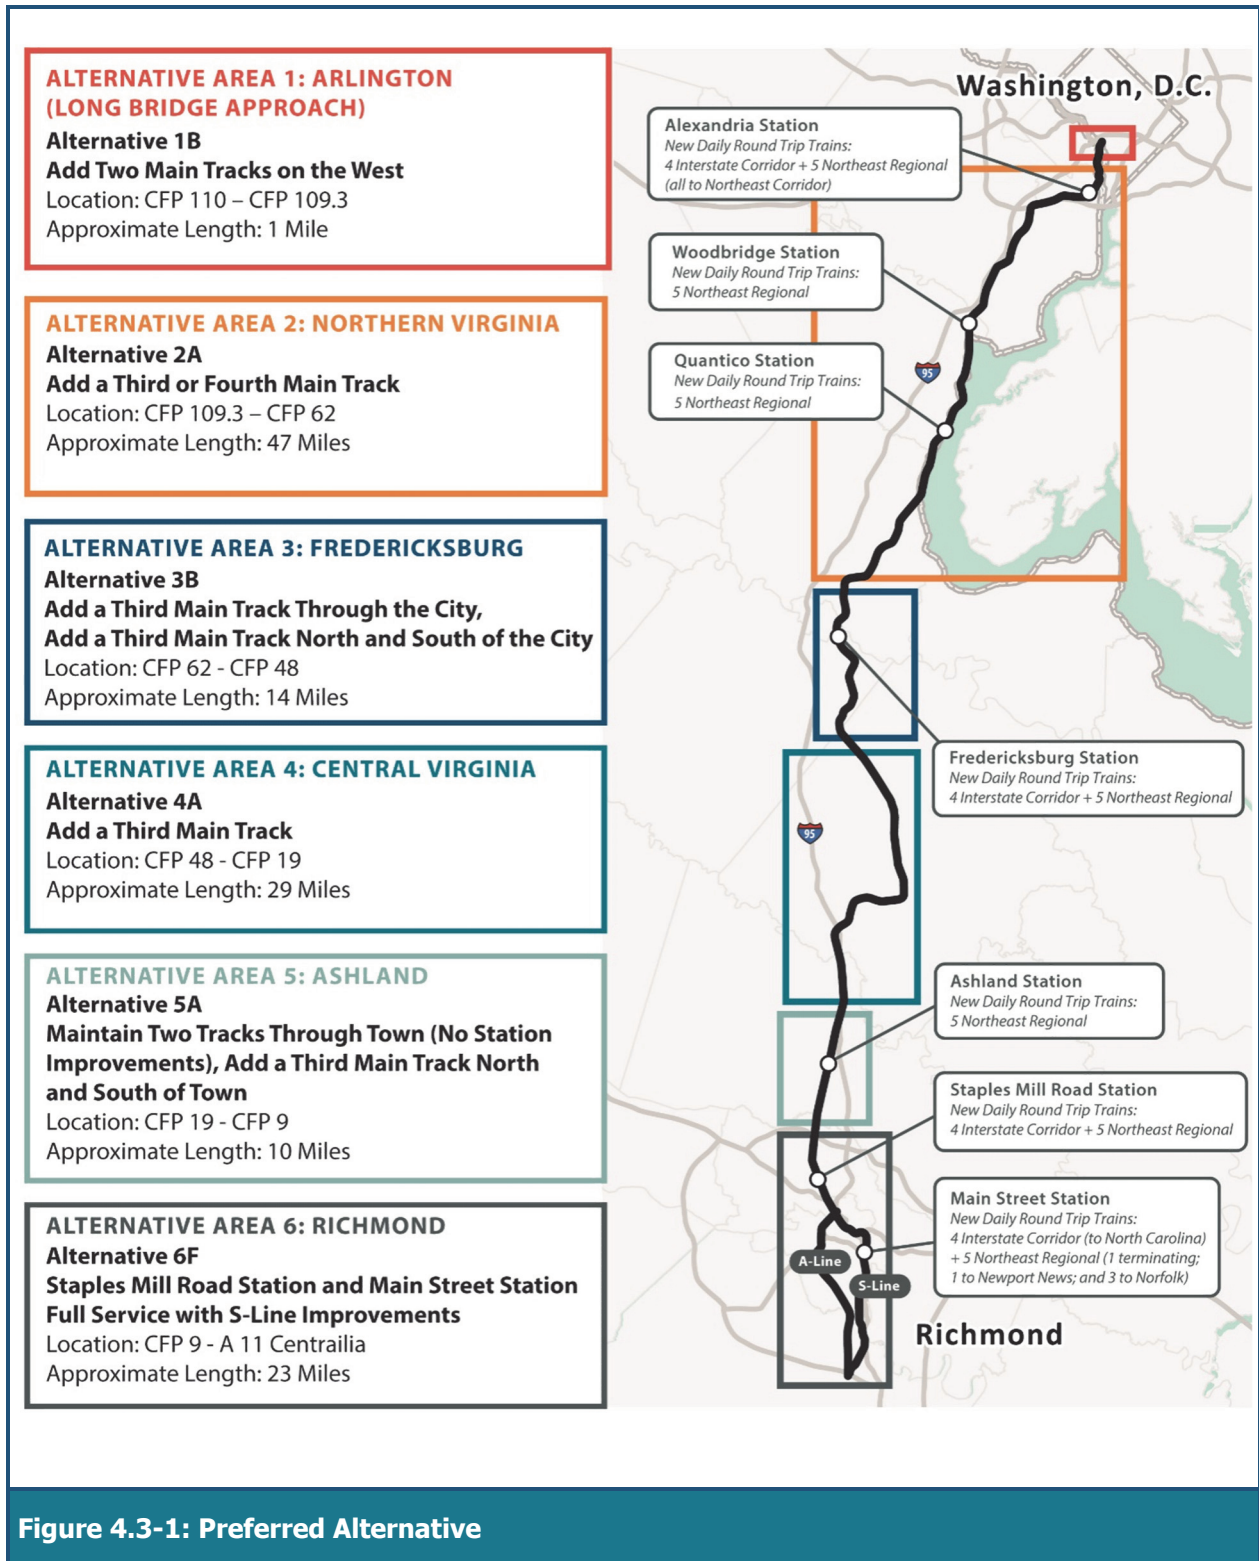 ALTERNATIVE AREA 1: ARLINGTON
(LONG BRIDGE APPROACH)
Alternative 1B
Add Two Main Tracks on the West
Location: CFP 110 – CFP 109.3
Approximate Length: 1 Mile
ALTERNATIVE AREA 2: NORTHERN VIRGINIA
Alternative 2A
Add a Third or Fourth Main Track
Location: CFP 109.3 – CFP 62
Approximate Length: 47 Miles
ALTERNATIVE AREA 3: FREDERICKSBURG
Alternative 3B
Add a Third Main Track Through the City,
Add a Third Main Track North and South of the City
Location: CFP 62 - CFP 48
Approximate Length: 14 Miles
ALTERNATIVE AREA 4: CENTRAL VIRGINIA
Alternative 4A
Add a Third Main Track
Location: CFP 48 - CFP 19
Approximate Length: 29 Miles
ALTERNATIVE AREA 5: ASHLAND
Alternative 5A
Maintain Two Tracks Through Town (No Station
Improvements), Add a Third Main Track North
and South of Town
Location: CFP 19 - CFP 9
Approximate Length: 10 Miles
ALTERNATIVE AREA 6: RICHMOND
Alternative 6F
Staples Mill Road Station and Main Street Station
Full Service with S-Line Improvements
Location: CFP 9 - A 11 Centrailia
Approximate Length: 23 Miles
Washington, D.C.
Alexandria Station
New Daily Round Trip Trains:
4 Interstate Corridor + 5 Northeast Regional
(all to Northeast Corridor)
Woodbridge Station
New Daily Round Trip Trains:
5 Northeast Regional
Quantico Station
New Daily Round Trip Trains:
5 Northeast Regional
95
Fredericksburg Station
New Daily Round Trip Trains:
4 Interstate Corridor + 5 Northeast Regional
95
Ashland Station
New Daily Round Trip Trains:
5 Northeast Regional
Staples Mill Road Station
New Daily Round Trip Trains:
4 Interstate Corridor + 5 Northeast Regional
Main Street Station
New Daily Round Trip Trains:
4 Interstate Corridor (to North Carolina)
+ 5 Northeast Regional (1 terminating;
1 to Newport News; and 3 to Norfolk)
A-Line
S-Line
Richmond
Figure 4.3-1: Preferred Alternative